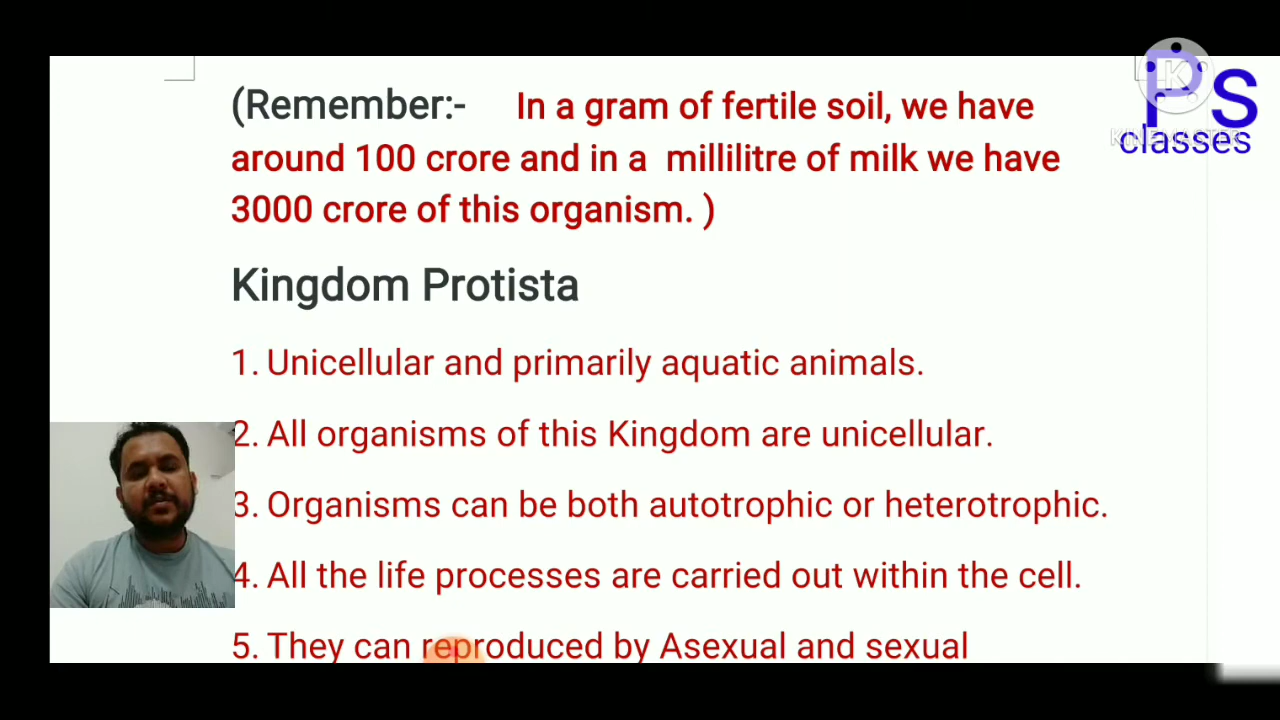 (Remember:- In a gram of fertile soil, we have
around 100 crore and in a millilitre of milk we have
3000 crore of this organism. )
Kingdom Protista
1. Unicellular and primarily aquatic animals.
2. All organisms of this Kingdom are unicellular.
3. Organisms can be both autotrophic or heterotrophic.
4. All the life processes are carried out within the cell.
5. They can reproduced by Asexual and sexual
Ps
classes
K
KINEMASTER